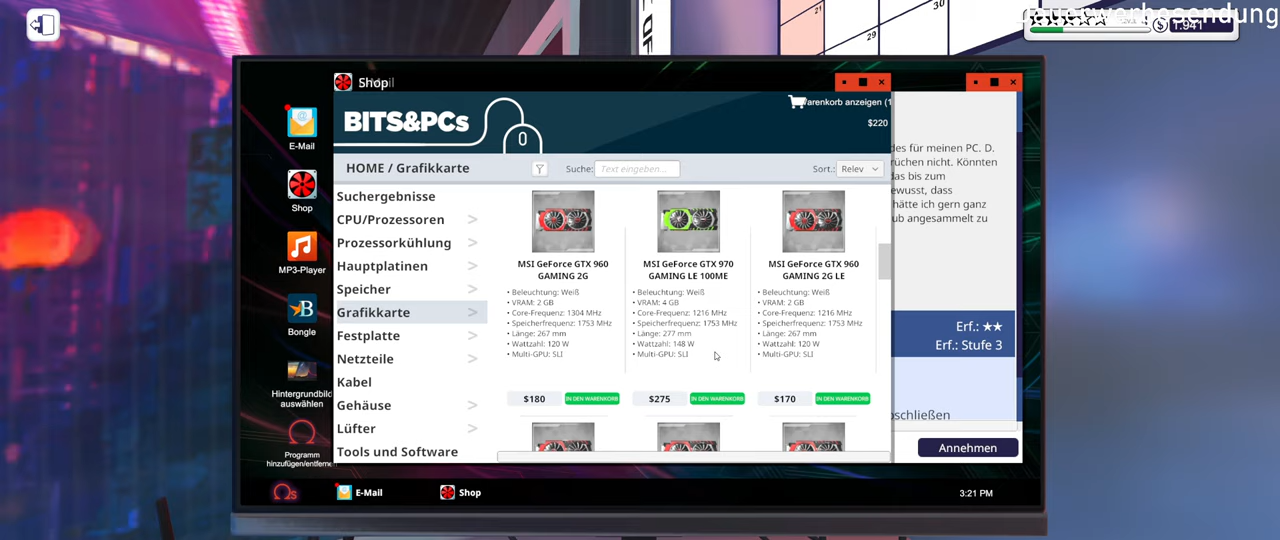 21
30
29
OF
$ 1.941
Shop
BITS&PCs
Warenkorb anzeigen (1
$220
HOME / Grafikkarte
Suche: Text eingeben...
Sort.: Relev
E-Mail
Shop
MP3-Player
Bongle
Hintergrundbild
auswählen
Programm
hinzufügen/entfernen
Suchergebnisse
CPU/Prozessoren >
Prozessorkühlung >
Hauptplatinen >
Speicher >
Grafikkarte >
Festplatte >
Netzteile >
Kabel
Gehäuse >
Lüfter >
Tools und Software
MSI GeForce GTX 960
GAMING 2G
• Beleuchtung: Weiß
• VRAM: 2 GB
• Core-Frequenz: 1304 MHz
• Speicherfrequenz: 1753 MHz
• Länge: 267 mm
• Wattzahl: 120 W
• Multi-GPU: SLI
$180 IN DEN WARENKORB
MSI GeForce GTX 970
GAMING LE 100ME
• Beleuchtung: Weiß
• VRAM: 4 GB
• Core-Frequenz: 1216 MHz
• Speicherfrequenz: 1753 MHz
• Länge: 277 mm
• Wattzahl: 148 W
• Multi-GPU: SLI
$275 IN DEN WARENKORB
MSI GeForce GTX 960
GAMING 2G LE
• Beleuchtung: Weiß
• VRAM: 2 GB
• Core-Frequenz: 1216 MHz
• Speicherfrequenz: 1753 MHz
• Länge: 267 mm
• Wattzahl: 120 W
• Multi-GPU: SLI
$170 IN DEN WARENKORB
des für meinen PC. D.
rüchen nicht. Könnten
das bis zum
ewusst, dass
hätte ich gern ganz
ub angesammelt zu
Erf.: ★★
Erf.: Stufe 3
bschließen
Annehmen
E-Mail
Shop
3:21 PM